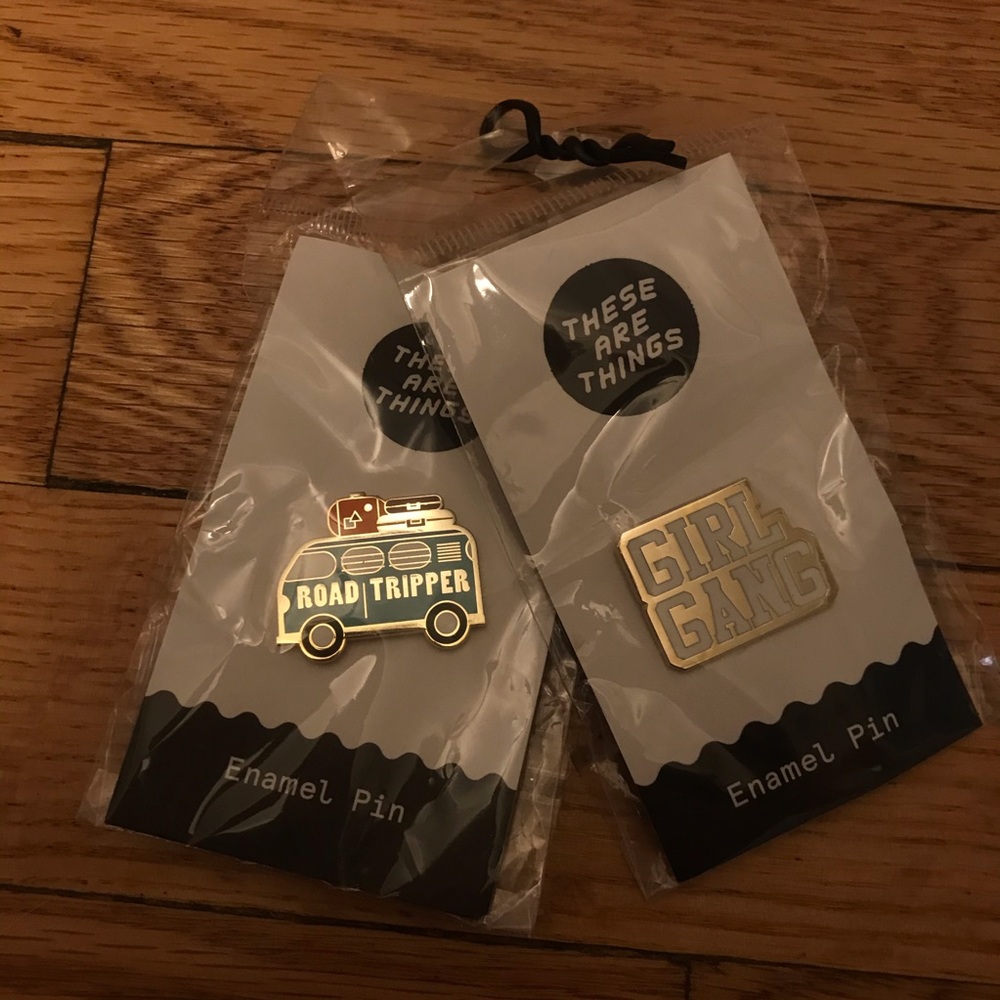 THESE
ARE
THINGS
ROAD TRIPPER
Enamel Pin
THESE
ARE
THINGS
GIRL
GANG
Enamel Pin